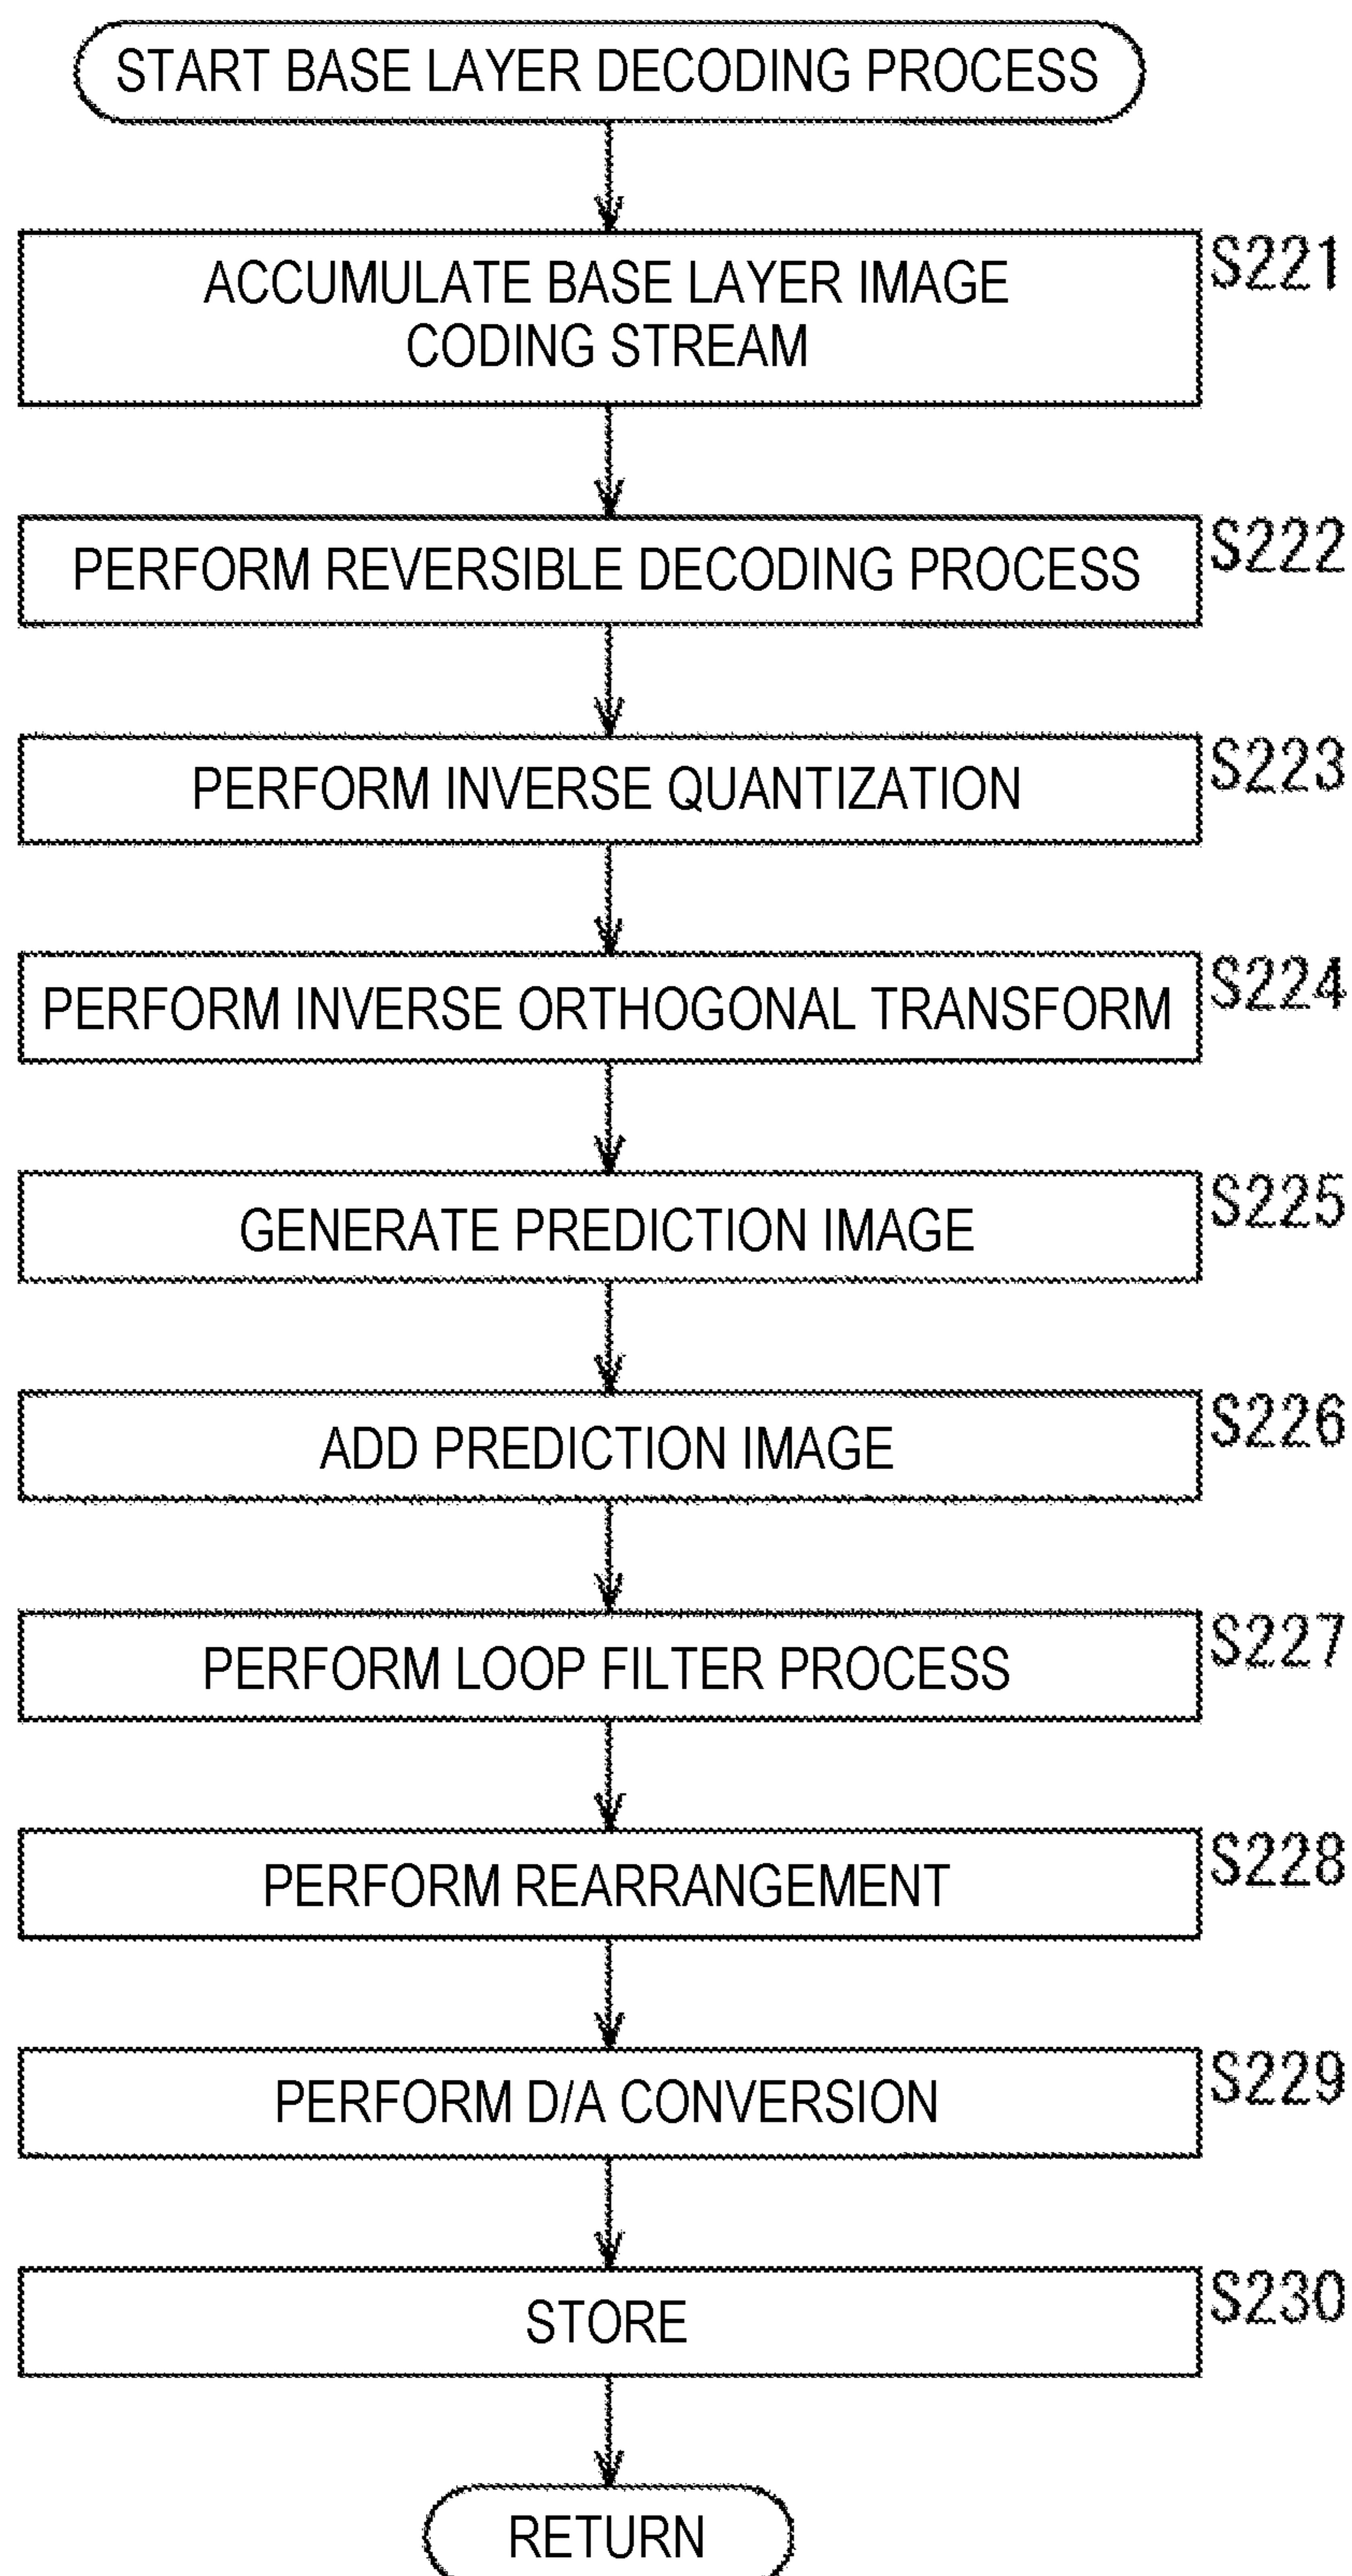 START BASE LAYER DECODING PROCESS
ACCUMULATE BASE LAYER IMAGE
CODING STREAM
S221
PERFORM REVERSIBLE DECODING PROCESS
S222
PERFORM INVERSE QUANTIZATION
S223
PERFORM INVERSE ORTHOGONAL TRANSFORM
S224
GENERATE PREDICTION IMAGE
S225
ADD PREDICTION IMAGE
S226
PERFORM LOOP FILTER PROCESS
S227
PERFORM REARRANGEMENT
S228
PERFORM D/A CONVERSION
S229
STORE
S230
RETURN